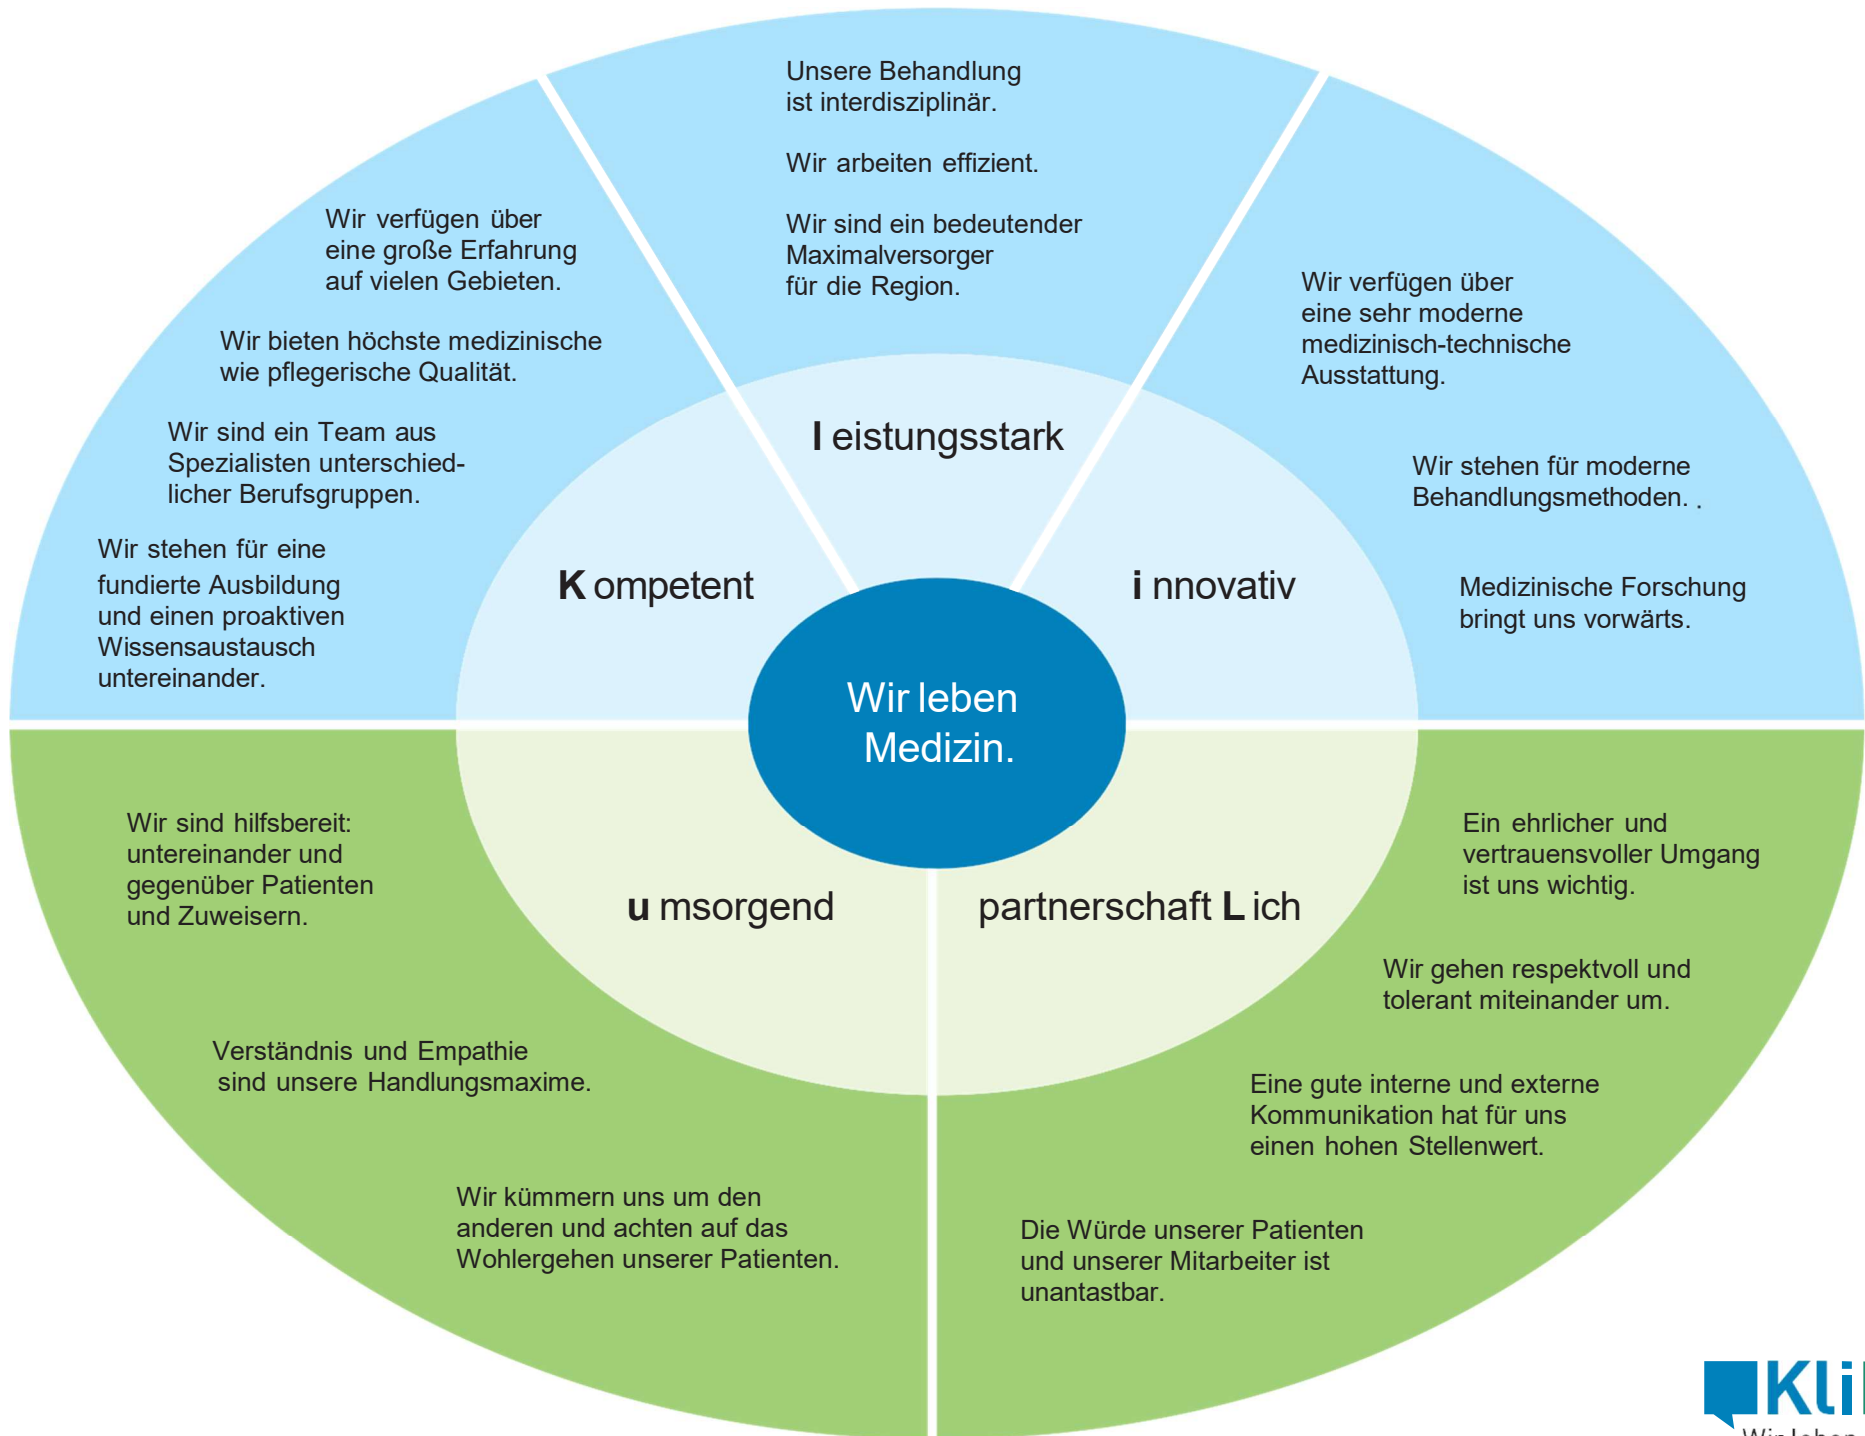 Unsere Behandlung
ist interdisziplinär.
Wir arbeiten effizient.
Wir sind ein bedeutender
Maximalversorger
für die Region.
Wir verfügen über
eine große Erfahrung
auf vielen Gebieten.
Wir bieten höchste medizinische
wie pflegerische Qualität.
Wir sind ein Team aus
Spezialisten unterschied-
licher Berufsgruppen.
Wir stehen für eine
fundierte Ausbildung
und einen proaktiven
Wissensaustausch
untereinander.
Wir verfügen über
eine sehr moderne
medizinisch-technische
Ausstattung.
Wir stehen für moderne
Behandlungsmethoden. .
Medizinische Forschung
bringt uns vorwärts.
l eistungsstark
K ompetent
i nnovativ
Wir leben
Medizin.
u msorgend
partnerschaft L ich
Wir sind hilfsbereit:
untereinander und
gegenüber Patienten
und Zuweisern.
Verständnis und Empathie
sind unsere Handlungsmaxime.
Wir kümmern uns um den
anderen und achten auf das
Wohlergehen unserer Patienten.
Ein ehrlicher und
vertrauensvoller Umgang
ist uns wichtig.
Wir gehen respektvoll und
tolerant miteinander um.
Eine gute interne und externe
Kommunikation hat für uns
einen hohen Stellenwert.
Die Würde unserer Patienten
und unserer Mitarbeiter ist
unantastbar.
Kli
Wir leben